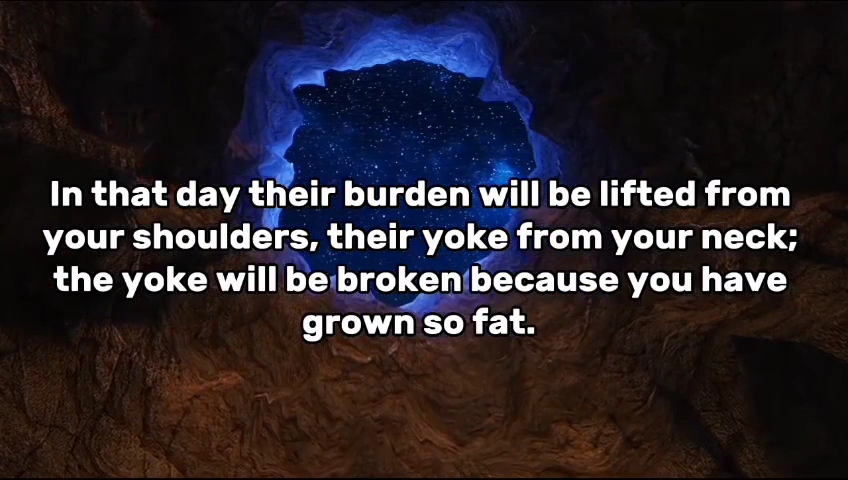 In that day their burden will be lifted from
your shoulders, their yoke from your neck;
the yoke will be broken because you have
grown so fat.